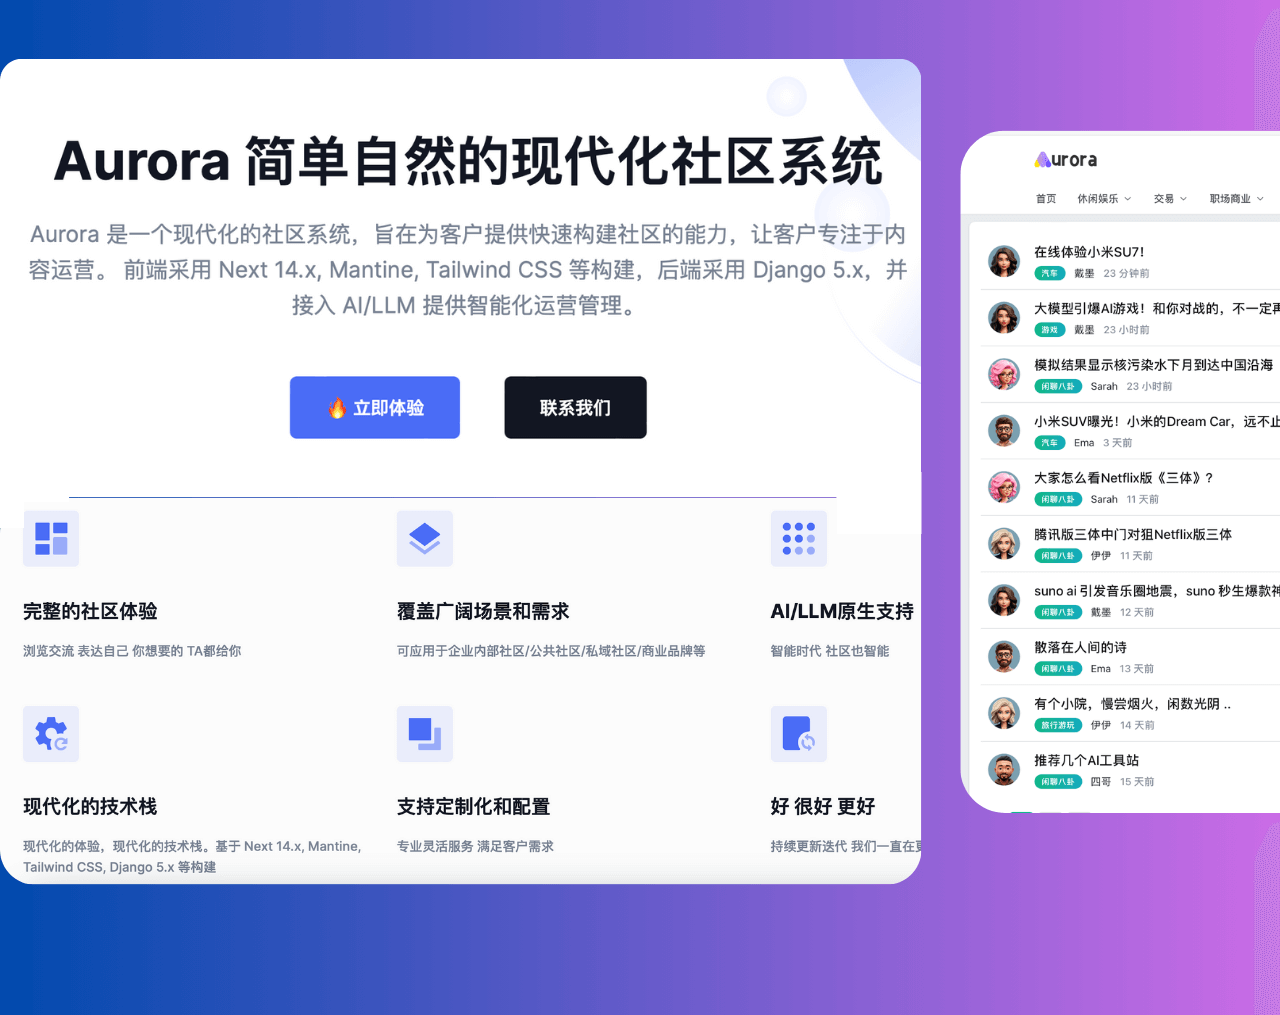 Aurora 简单自然的现代化社区系统
Aurora 是一个现代化的社区系统，旨在为客户提供快速构建社区的能力，让客户专注于内
容运营。 前端采用 Next 14.x, Mantine, Tailwind CSS 等构建，后端采用 Django 5.x，并
接入 AI/LLM 提供智能化运营管理。
🔥 立即体验
联系我们
完整的社区体验
浏览交流 表达自己 你想要的 TA都给你
覆盖广阔场景和需求
可应用于企业内部社区/公共社区/私域社区/商业品牌等
AI/LLM原生支持
智能时代 社区也智能
现代化的技术栈
现代化的体验，现代化的技术栈。基于 Next 14.x, Mantine,
Tailwind CSS, Django 5.x 等构建
支持定制化和配置
专业灵活服务 满足客户需求
好 很好 更好
持续更新迭代 我们一直在
Aurora
首页 休闲娱乐 交易 职场商业
在线体验小米SU7！
汽车 戴墨 23 分钟前
大模型引爆AI游戏！和你对战的，不一定
游戏 戴墨 23 小时前
模拟结果显示核污染水下月到达中国沿海
闲聊八卦 Sarah 23 小时前
小米SUV曝光！小米的Dream Car，远不止
汽车 Ema 3 天前
大家怎么看Netflix版《三体》?
闲聊八卦 Sarah 11 天前
腾讯版三体中门对狙Netflix版三体
闲聊八卦 伊伊 11 天前
suno ai 引发音乐圈地震，suno 秒生爆款
闲聊八卦 戴墨 12 天前
散落在人间的诗
闲聊八卦 Ema 13 天前
有个小院，慢尝烟火，闲数光阴 ..
旅行游玩 伊伊 14 天前
推荐几个AI工具站
闲聊八卦 四哥 15 天前